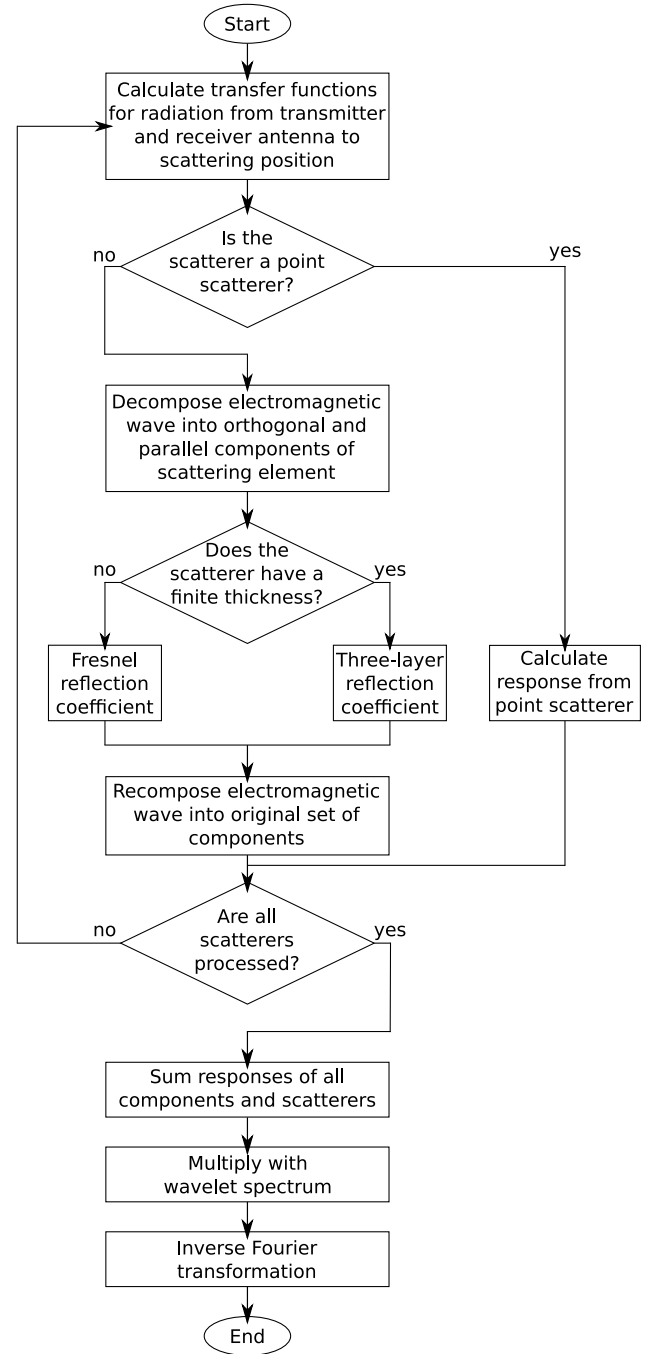 Start
Calculate transfer functions
for radiation from transmitter
and receiver antenna to
scattering position
Is the
scatterer a point
scatterer?
no
yes
Decompose electromagnetic
wave into orthogonal and
parallel components of
scattering element
Does the
scatterer have a
finite thickness?
no
yes
Fresnel
reflection
coefficient
Three-layer
reflection
coefficient
Calculate
response from
point scatterer
Recompose electromagnetic
wave into original set of
components
Are all
scatterers
processed?
no
yes
Sum responses of all
components and scatterers
Multiply with
wavelet spectrum
Inverse Fourier
transformation
End